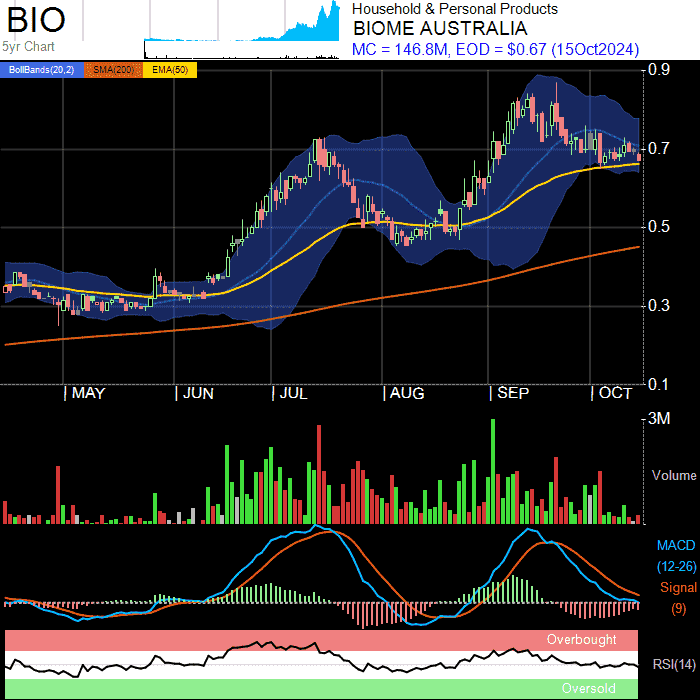 BIO
5yr Chart
Household & Personal Products
BIOME AUSTRALIA
MC = 146.8M, EOD = $0.67 (15Oct2024)
BollBands(20,2) SMA(200) EMA(50)
0.9
0.7
0.5
0.3
0.1
MAY JUN JUL AUG SEP OCT
3M
Volume
MACD
(12-26)
Signal
(9)
Overbought
RSI(14)
Oversold